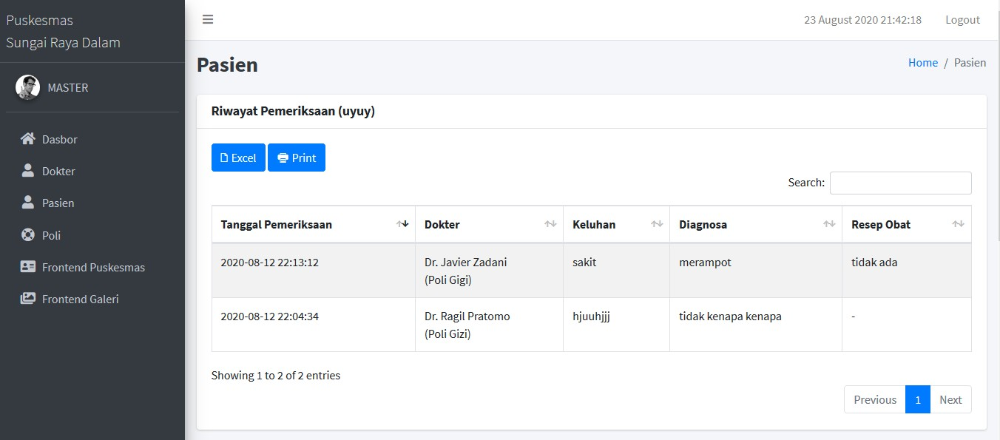 Puskesmas
Sungai Raya Dalam
23 August 2020 21:42:18 Logout
MASTER
Dasbor
Dokter
Pasien
Poli
Frontend Puskesmas
Frontend Galeri
Pasien
Home / Pasien
Riwayat Pemeriksaan (uyuy)
Excel Print
Search:
Tanggal Pemeriksaan Dokter Keluhan Diagnosa Resep Obat
2020-08-12 22:13:12 Dr. Javier Zadani sakit merampot tidak ada
(Poli Gigi)
2020-08-12 22:04:34 Dr. Ragil Pratomo hjuuhjjj tidak kenapa kenapa -
(Poli Gizi)
Showing 1 to 2 of 2 entries
Previous 1 Next